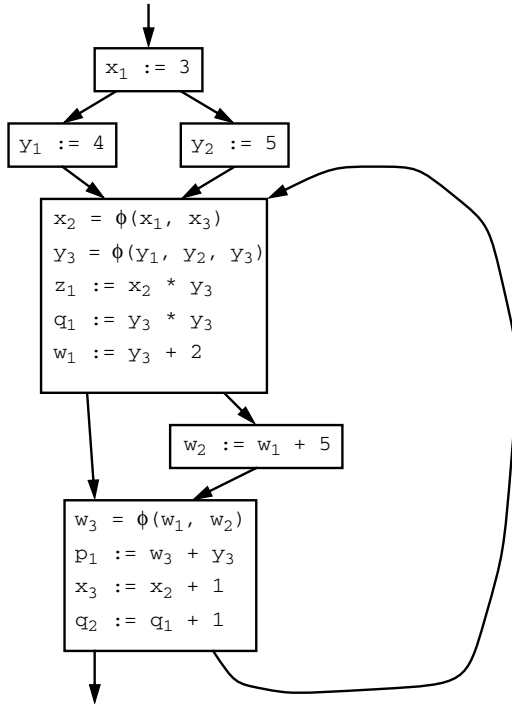 x₁ := 3
y₁ := 4
y₂ := 5
x₂ = ϕ(x₁, x₃)
y₃ = ϕ(y₁, y₂, y₃)
z₁ := x₂ * y₃
q₁ := y₃ * y₃
w₁ := y₃ + 2
w₂ := w₁ + 5
w₃ = ϕ(w₁, w₂)
p₁ := w₃ + y₃
x₃ := x₂ + 1
q₂ := q₁ + 1